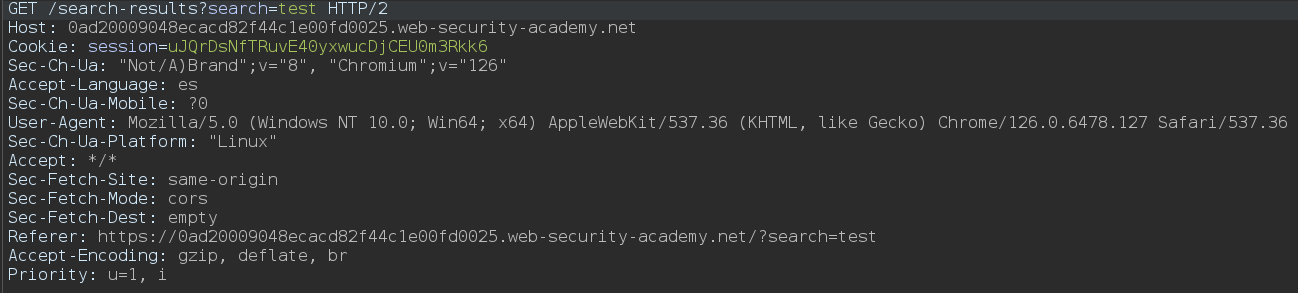 GET /search-results?search=test HTTP/2
Host: 0ad20009048ecacd82f44c1e00fd0025.web-security-academy.net
Cookie: session=uJQrDsNfTRuvE40yxwucDjCEU0m3Rkk6
Sec-Ch-Ua: "Not/A)Brand";v="8", "Chromium";v="126"
Accept-Language: es
Sec-Ch-Ua-Mobile: ?0
User-Agent: Mozilla/5.0 (Windows NT 10.0; Win64; x64) AppleWebKit/537.36 (KHTML, like Gecko) Chrome/126.0.6478.127 Safari/537.36
Sec-Ch-Ua-Platform: "Linux"
Accept: */*
Sec-Fetch-Site: same-origin
Sec-Fetch-Mode: cors
Sec-Fetch-Dest: empty
Referer: https://0ad20009048ecacd82f44c1e00fd0025.web-security-academy.net/?search=test
Accept-Encoding: gzip, deflate, br
Priority: u=1, i